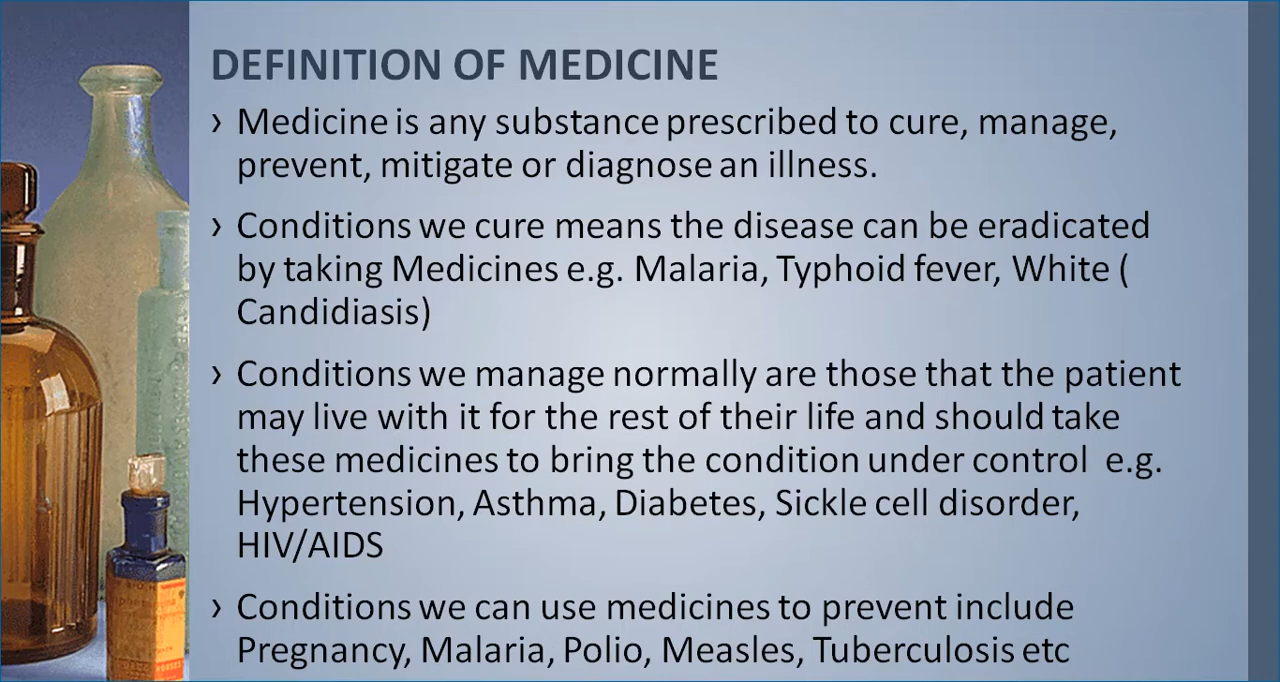 DEFINITION OF MEDICINE
› Medicine is any substance prescribed to cure, manage,
prevent, mitigate or diagnose an illness.
› Conditions we cure means the disease can be eradicated
by taking Medicines e.g. Malaria, Typhoid fever, White (
Candidiasis)
› Conditions we manage normally are those that the patient
may live with it for the rest of their life and should take
these medicines to bring the condition under control e.g.
Hypertension, Asthma, Diabetes, Sickle cell disorder,
HIV/AIDS
› Conditions we can use medicines to prevent include
Pregnancy, Malaria, Polio, Measles, Tuberculosis etc